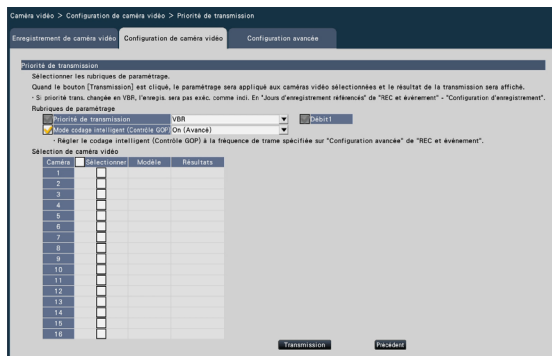 Caméra vidéo > Configuration de caméra vidéo > Priorité de transmission
Enregistrement de caméra vidéo Configuration de caméra vidéo Configuration avancée
Priorité de transmission
Sélectionner les rubriques de paramétrage.
Quand le bouton [Transmission] est cliqué, le paramétrage sera appliqué aux caméra vidéo sélectionnées et le résultat de la transmission sera affiché.
· Si priorité trans. changée en VBR, l'enregis. sera pas exéc. comme indi. En "Jours d'enregistrement référencés" de "REC et événement" - "Configuration d'enregistrement".
Rubriques de paramétrage
Priorité de transmission VBR Débit1
Mode codage intelligent (Contrôle GOP) On (Avancé)
· Régler le codage intelligent (Contrôle GOP) à la fréquence de trame spécifiée sur "Configuration avancée" de "REC et événement".
Sélection de caméra vidéo
Caméra Sélectionner Modèle Résultats
1
2
3
4
5
6
7
8
9
10
11
12
13
14
15
16
Transmission Précédent